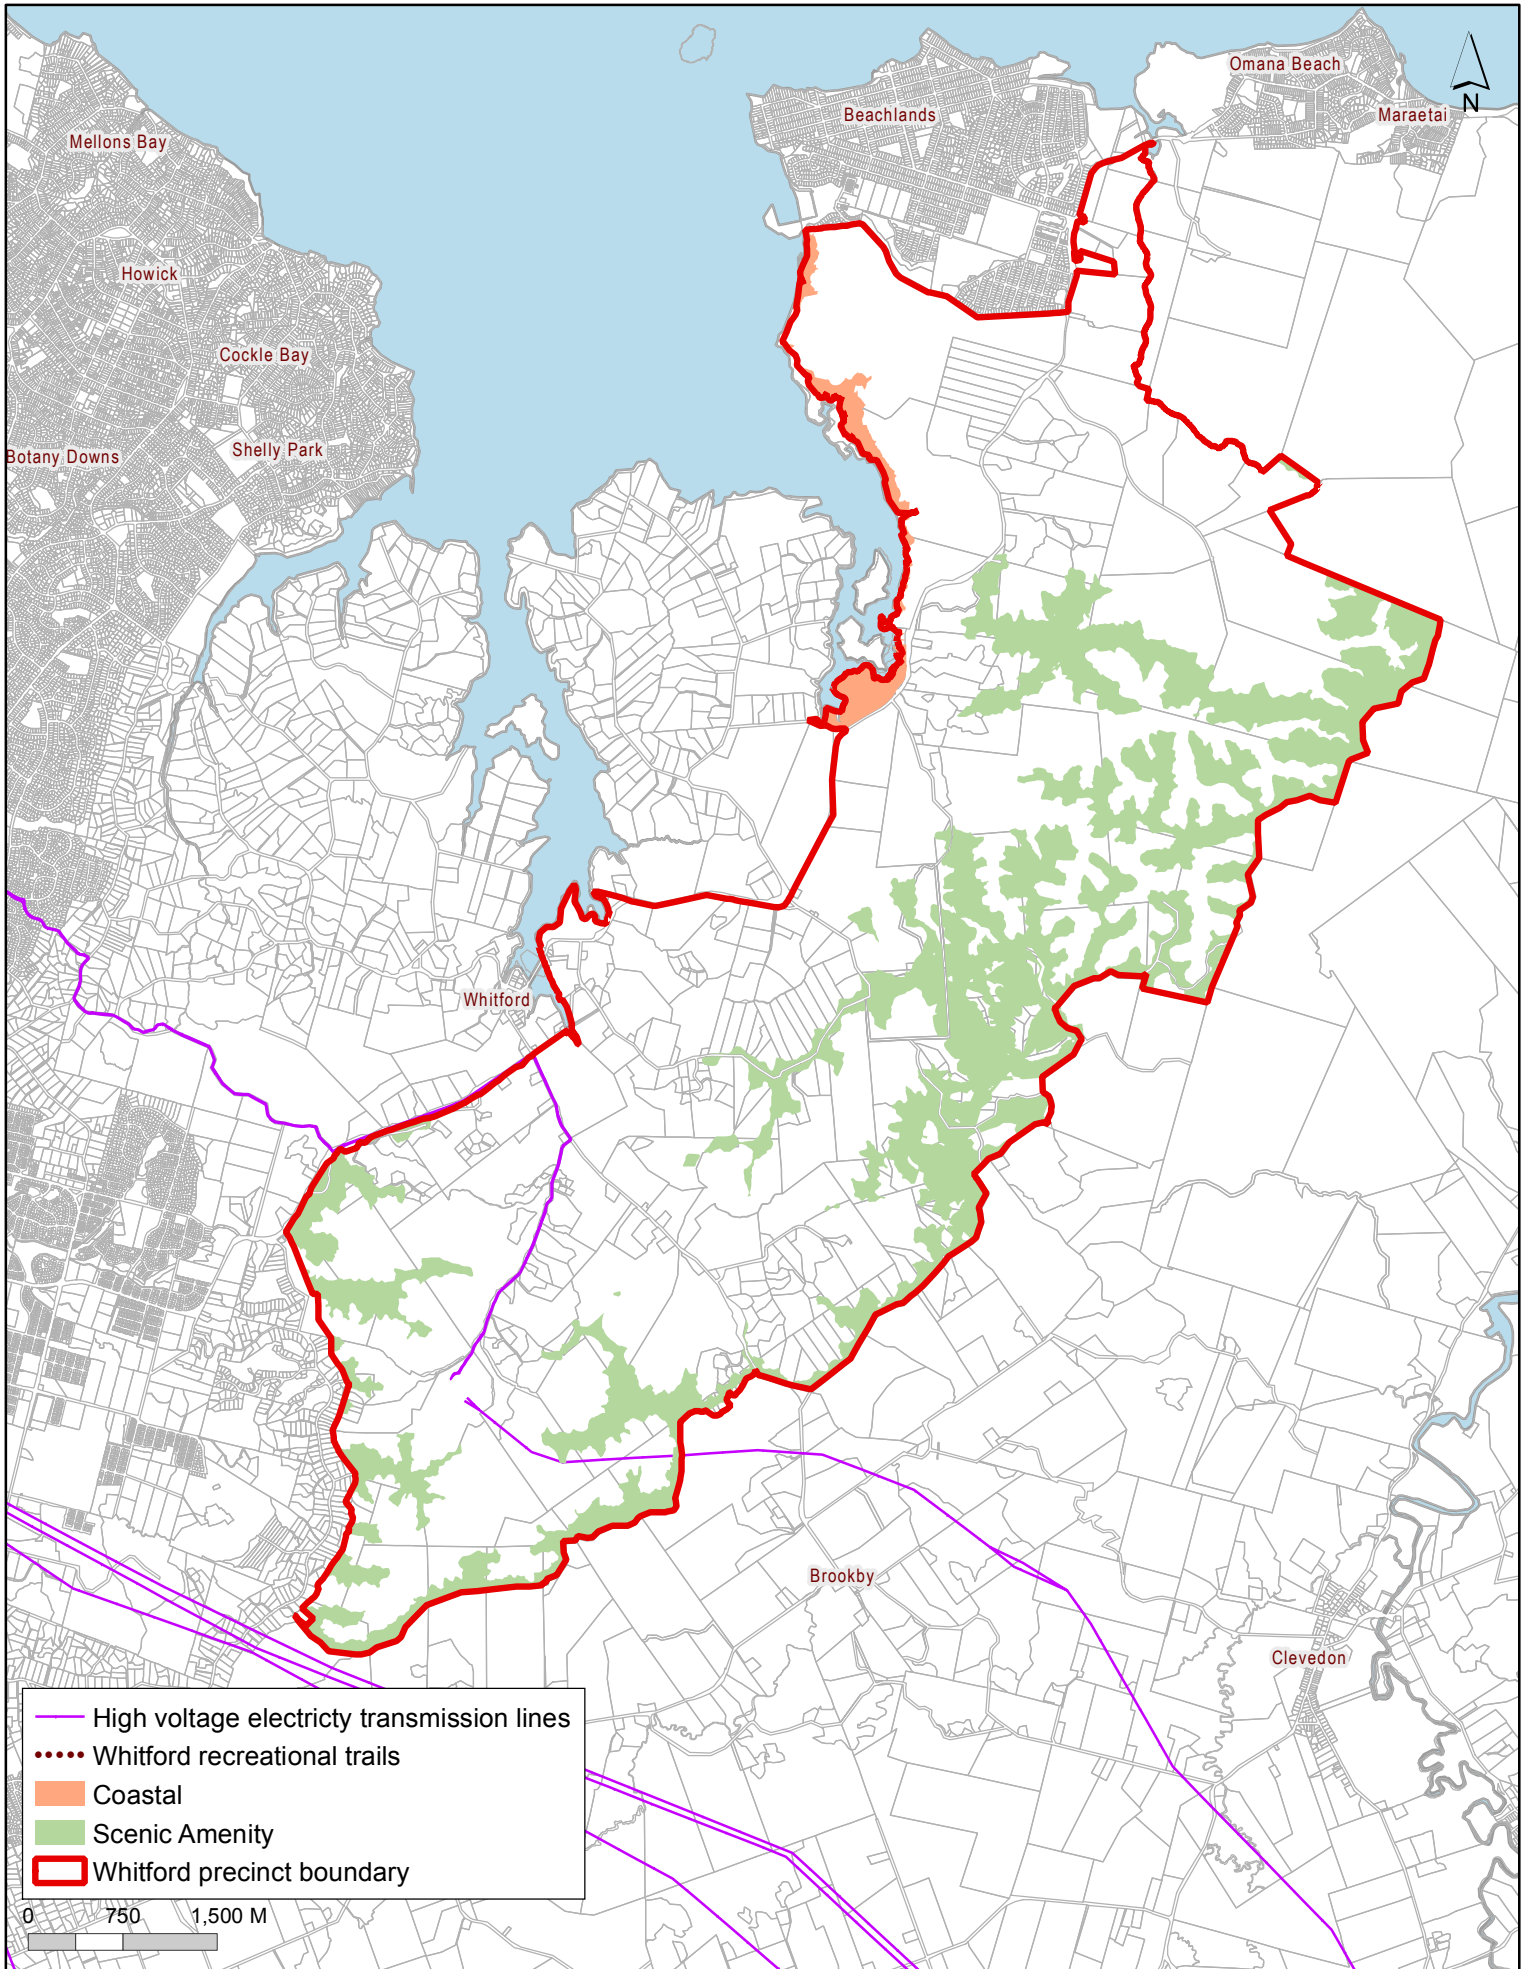 Omana Beach
N
Beachlands
Maraetai
Mellons Bay
Howick
Cockle Bay
Shelly Park
Botany Downs
Whitford
Brookby
Clevedon
High voltage electricty transmission lines
Whitford recreational trails
Coastal
Scenic Amenity
Whitford precinct boundary
0 750 1,500 M